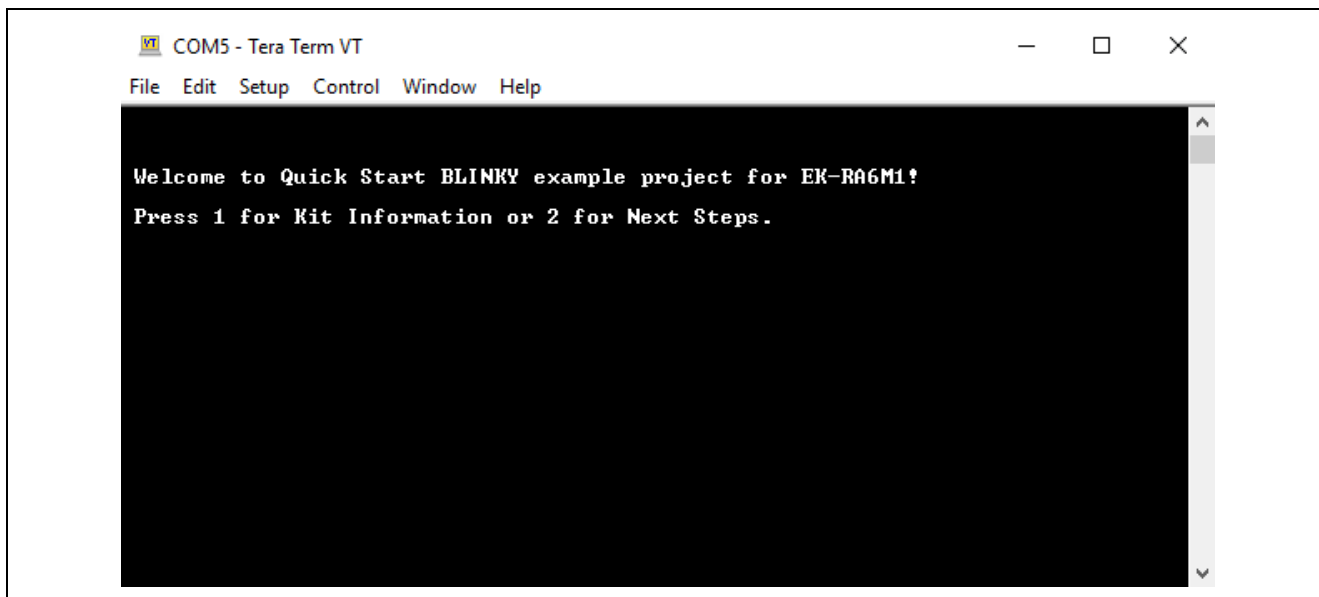 COM5 - Tera Term VT
File Edit Setup Control Window Help
Welcome to Quick Start BLINKY example project for EK-RA6M1!
Press 1 for Kit Information or 2 for Next Steps.